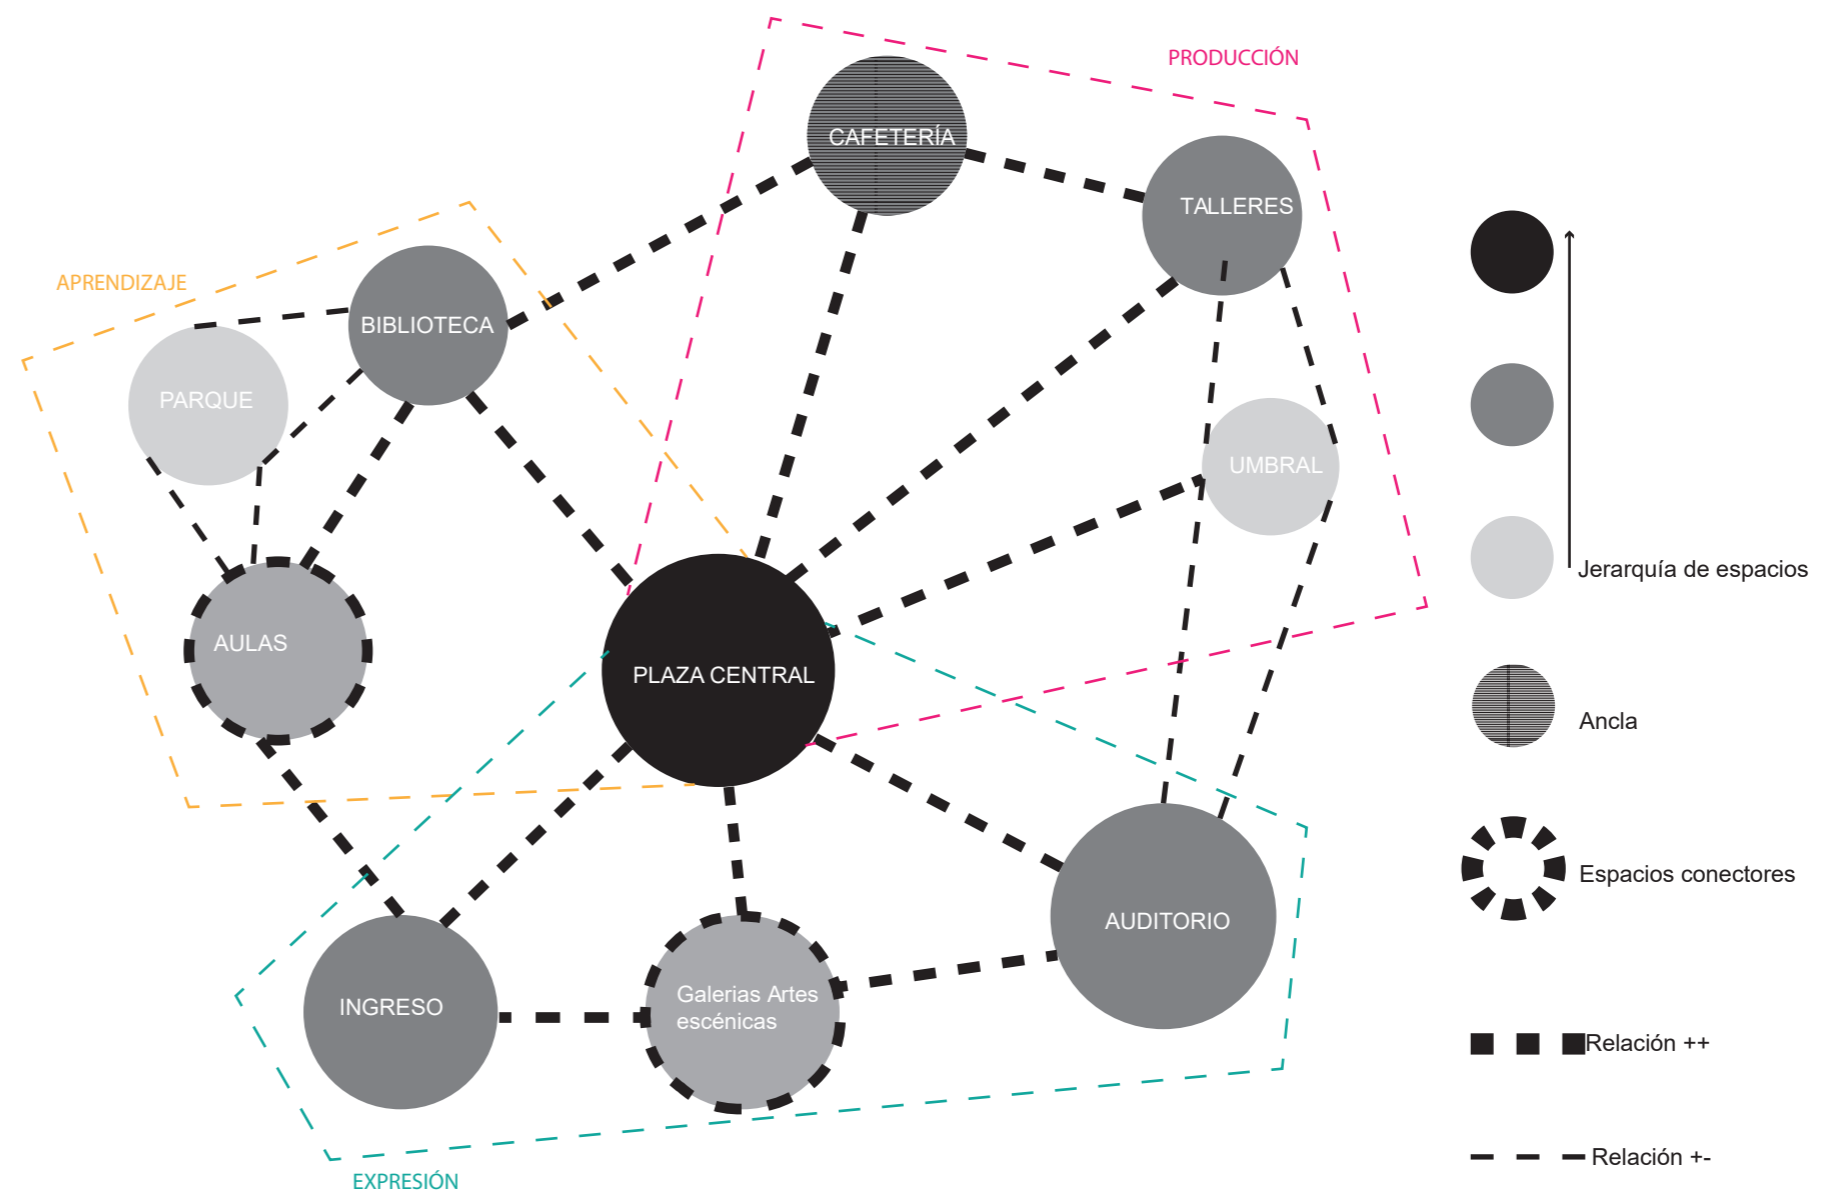 PRODUCCIÓN
CAFETERÍA
TALLERES
APRENDIZAJE
BIBLIOTECA
PARQUE
UMBRAL
AULAS
PLAZA CENTRAL
AUDITORIO
INGRESO
Galerias Artes
escénicas
EXPRESIÓN
Jerarquía de espacios
Ancla
Espacios conectores
Relación ++
Relación +-